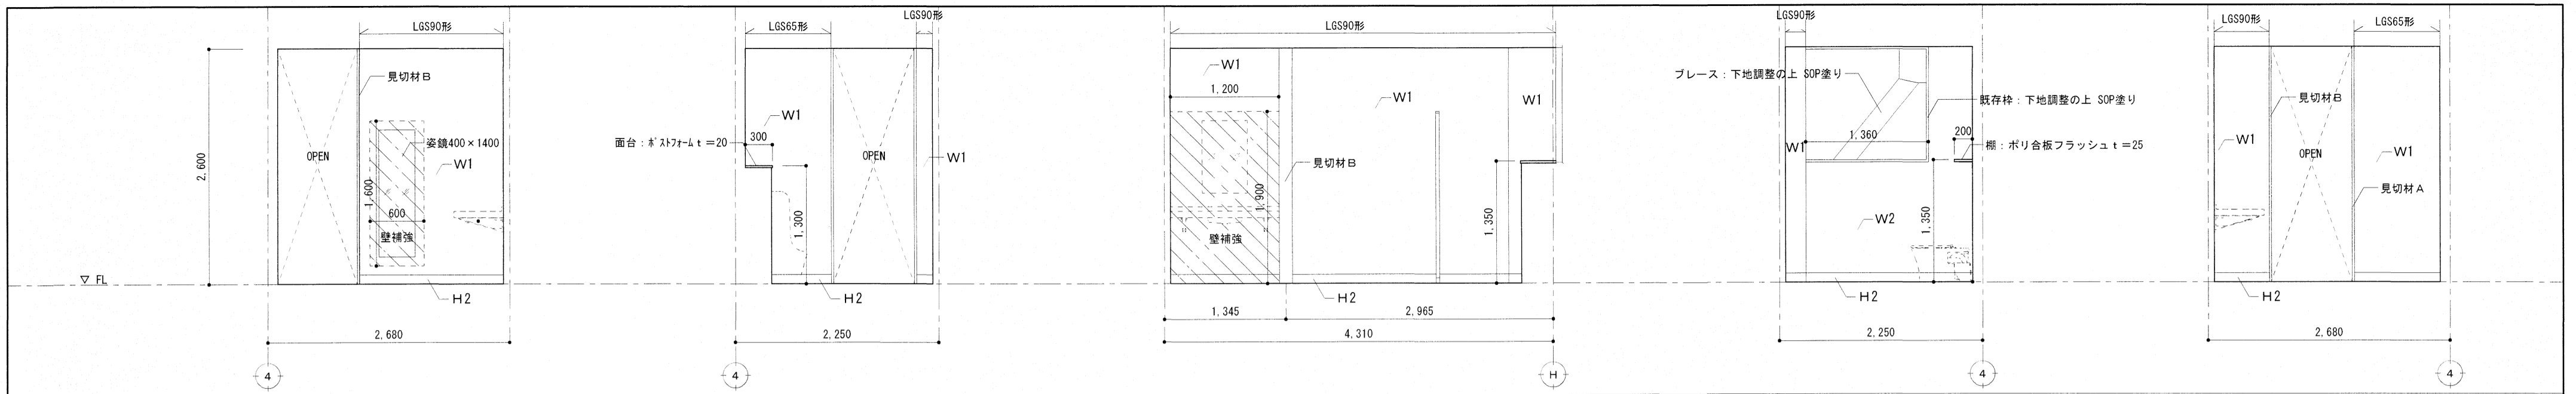 LGS90形
見切材B
2,600
OPEN
姿鏡400×1400
W1
1,600
600
壁補強
▽ FL
H2
2,680
4
LGS65形
LGS90形
W1
300
面台：ポストフォームｔ＝20
OPEN
W1
1,300
H2
2,250
4
LGS90形
W1
1,200
W1
W1
見切材B
1,900
1,350
壁補強
H2
1,345
2,965
4,310
H
LGS90形
ブレース：下地調整の上 SOP塗り
既存枠：下地調整の上 SOP塗り
1,360
200
W1
棚：ポリ合板フラッシュｔ＝25
W2
1,350
H2
2,250
4
LGS90形
LGS65形
見切材B
W1
OPEN
W1
見切材A
H2
2,680
4